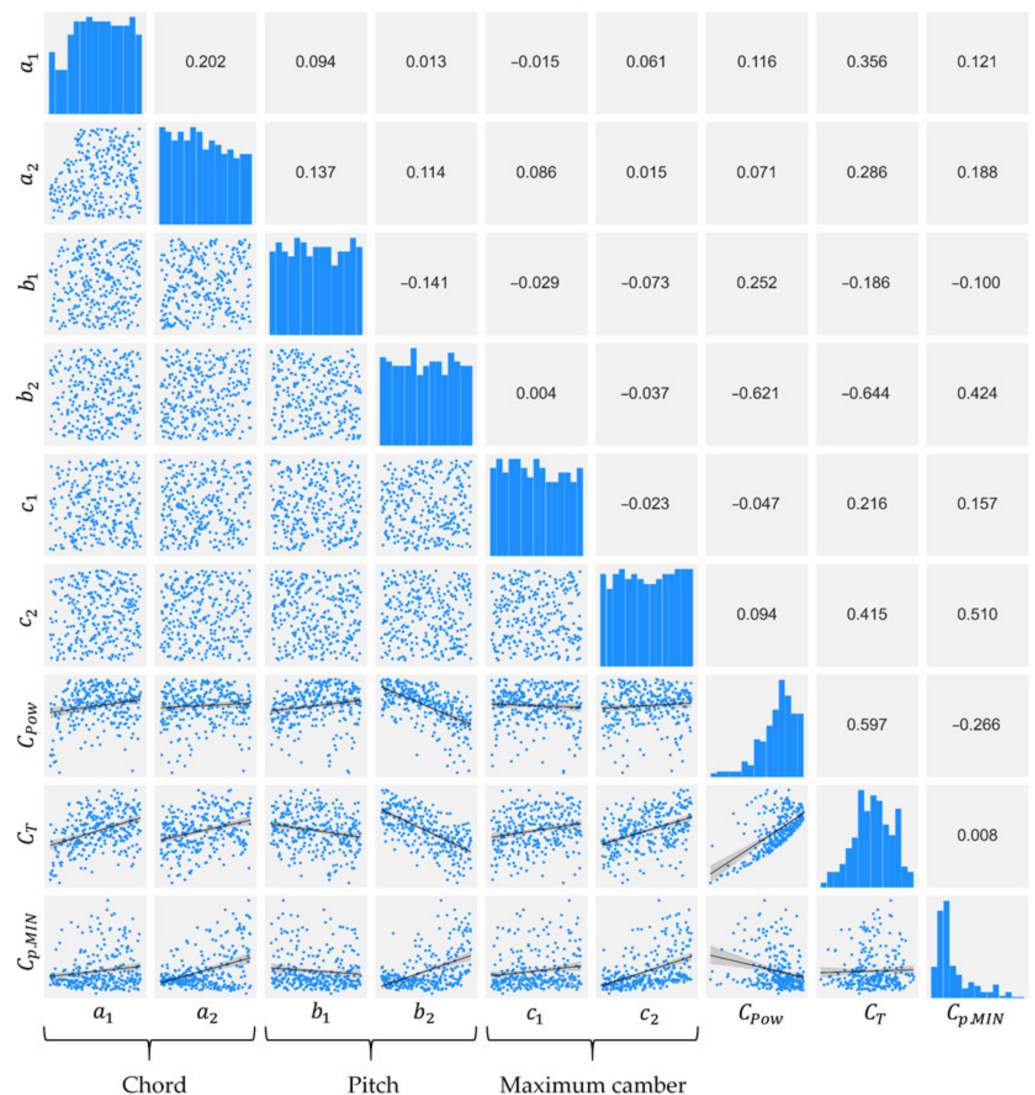 a1 0.202 0.094 0.013 −0.015 0.061 0.116 0.356 0.121
a2 0.137 0.114 0.086 0.015 0.071 0.286 0.188
b1 −0.141 −0.029 −0.073 0.252 −0.186 −0.100
b2 0.004 −0.037 −0.621 −0.644 0.424
c1 −0.023 −0.047 0.216 0.157
c2 0.094 0.415 0.510
CPow 0.597 −0.266
CT 0.008
Cp.MIN
a1 a2 b1 b2 c1 c2 CPow CT Cp.MIN
Chord Pitch Maximum camber